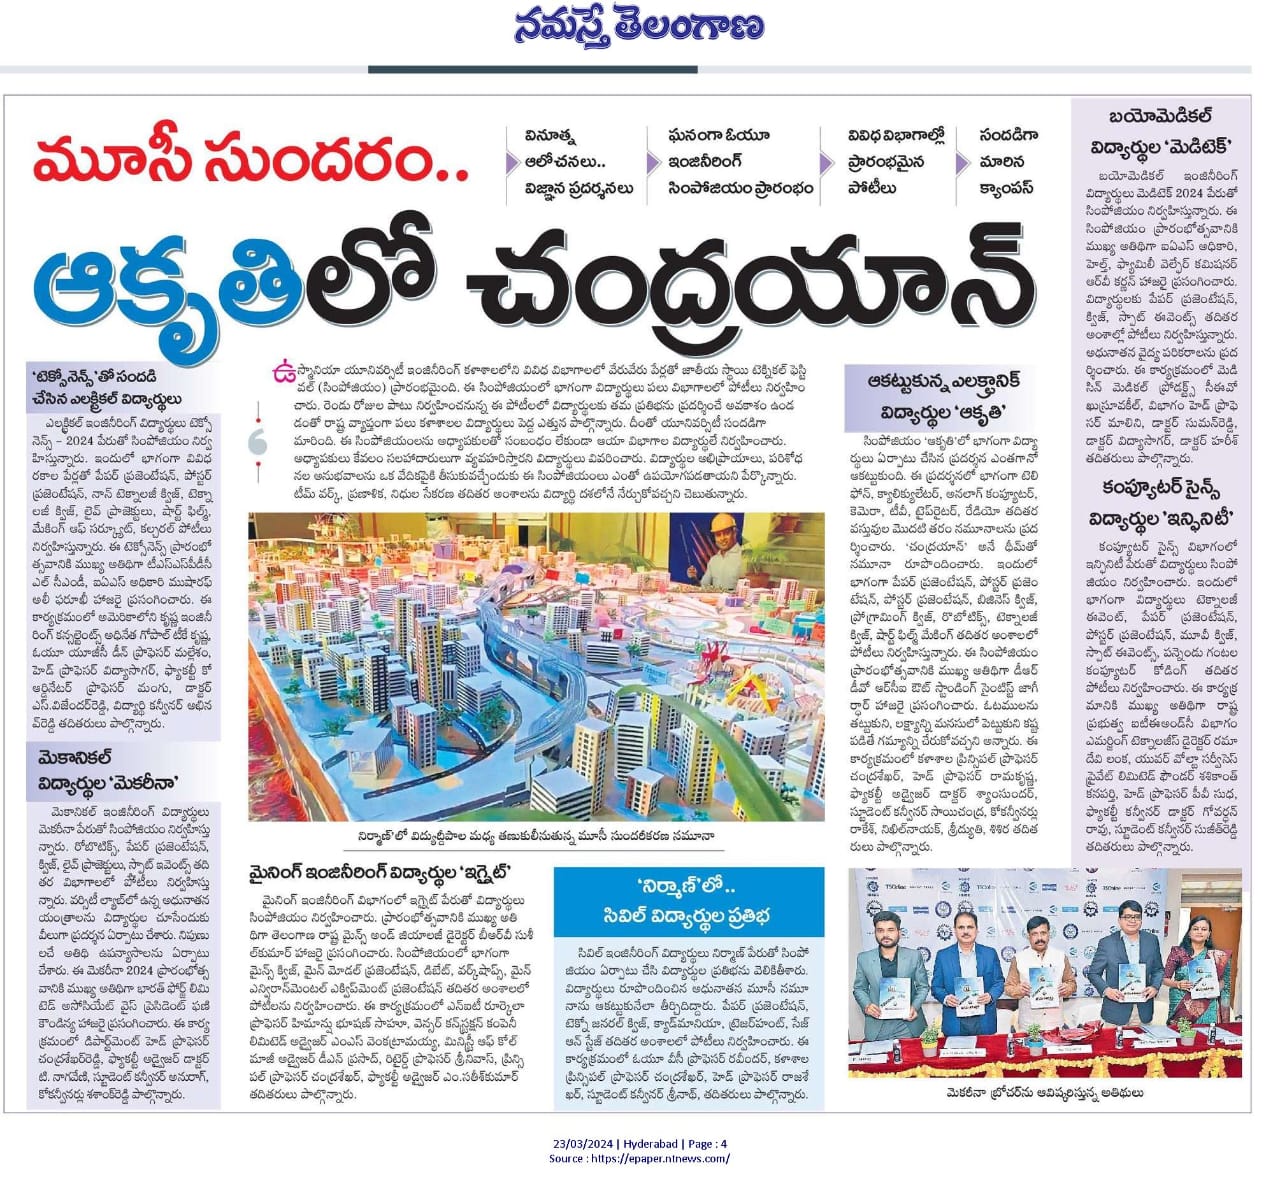 నమస్తే తెలంగాణ
మూసీ సుందరం..
వినూత్న
ఆలోచనలు..
విజ్ఞాన ప్రదర్శనలు
ఘనంగా ఓయూ
ఇంజినీరింగ్
సింపోజియం ప్రారంభం
వివిధ విభాగాల్లో
ప్రారంభమైన
పోటీలు
సందడిగా
మారిన
క్యాంపస్
ఆకృతిలో చంద్రయాన్
'టెక్సోనెన్స్'తో సందడి
చేసిన ఎలక్ట్రికల్ విద్యార్థులు
ఎలక్ట్రికల్ ఇంజినీరింగ్ విద్యార్థులు టెక్సో
నెన్స్ – 2024 పేరుతో సింపోజియం నిర్వ
హిస్తున్నారు. ఇందులో భాగంగా వివిధ
రకాల పేర్లతో పేపర్ ప్రజెంటేషన్, పోస్టర్
ప్రజెంటేషన్, నాన్ టెక్నాలజీ క్విజ్, టెక్నా
లజీ క్విజ్, లైవ్ ప్రాజెక్టులు, షార్ట్ ఫిల్మ్
మేకింగ్ ఆఫ్ సర్క్యూట్, కల్చరల్ పోటీలు
నిర్వహిస్తున్నారు. ఈ టెక్సోనెన్స్ ప్రారంభో
త్సవానికి ముఖ్య అతిథిగా టీఎస్ఎస్‌పీడీసీ
ఎల్ సీఎండీ, ఐఏఎస్ అధికారి ముషారఫ్
అలీ ఫరూఖీ హాజరై ప్రసంగించారు. ఈ
కార్యక్రమంలో అమెరికాలోని కృష్ణ ఇంజినీ
రింగ్ కన్సల్టెంట్స్ అధినేత గోపాల్ టీకే కృష్ణ,
ఓయూ యూజీసీ డీన్ ప్రొఫెసర్ మల్లేశం,
హెడ్ ప్రొఫెసర్ విద్యాసాగర్, ఫ్యాకల్టీ కో
ఆర్డినేటర్ ప్రొఫెసర్ మంగు, డాక్టర్
ఎస్.విజేందర్‌రెడ్డి, విద్యార్థి కన్వీనర్ అభిన
వ్‌రెడ్డి తదితరులు పాల్గొన్నారు.
మెకానికల్
విద్యార్థుల 'మెకరీనా'
మెకానికల్ ఇంజినీరింగ్ విద్యార్థులు
మెకరీనా పేరుతో సింపోజియం నిర్వహిస్తు
న్నారు. రోబోటిక్స్, పేపర్ ప్రజెంటేషన్,
క్విజ్, లైవ్ ప్రాజెక్టులు, స్పాట్ ఇవెంట్స్ తది
తర విభాగాలలో పోటీలు నిర్వహిస్తు
న్నారు. వర్సిటీ ల్యాబ్‌లో ఉన్న అధునాతన
యంత్రాలను విద్యార్థులు చూసేందుకు
వీలుగా ప్రదర్శన ఏర్పాటు చేశారు. నిపుణు
లచే అతిథి ఉపన్యాసాలను ఏర్పాటు
చేశారు. ఈ మెకరీనా 2024 ప్రారంభోత్స
వానికి ముఖ్య అతిథిగా భారత్ ఫోర్జ్ లిమి
టెడ్ అసోసియేట్ వైస్ ప్రెసిడెంట్ ఫణి
కౌండిన్య హాజరై ప్రసంగించారు. ఈ కార్య
క్రమంలో డిపార్ట్‌మెంట్ హెడ్ ప్రొఫెసర్
చంద్రశేఖర్‌రెడ్డి, ఫ్యాకల్టీ అడ్వైజర్ డాక్టర్
టి. నాగవేణి, స్టూడెంట్ కన్వీనర్ అనురాగ్,
కోకన్వీనర్లు శశాంక్‌రెడ్డి పాల్గొన్నారు.
ఉస్మానియా యూనివర్సిటీ ఇంజినీరింగ్ కళాశాలలోని వివిధ విభాగాలలో వేరువేరు పేర్లతో జాతీయ స్థాయి టెక్నికల్ ఫెస్టి
వల్ (సింపోజియం) ప్రారంభమైంది. ఈ సింపోజియంలో భాగంగా విద్యార్థులు పలు విభాగాలలో పోటీలు నిర్వహిం
చారు. రెండు రోజుల పాటు నిర్వహించనున్న ఈ పోటీలలో విద్యార్థులకు తమ ప్రతిభను ప్రదర్శించే అవకాశం ఉండ
డంతో రాష్ట్ర వ్యాప్తంగా పలు కళాశాలల విద్యార్థులు పెద్ద ఎత్తున పాల్గొన్నారు. దీంతో యూనివర్సిటీ సందడిగా
మారింది. ఈ సింపోజియంలను అధ్యాపకులతో సంబంధం లేకుండా ఆయా విభాగాల విద్యార్థులే నిర్వహించారు.
అధ్యాపకులు కేవలం సలహాదారులుగా వ్యవహరిస్తారని విద్యార్థులు వివరించారు. విద్యార్థుల అభిప్రాయాలు, పరిశోధ
నల అనుభవాలను ఒక వేదికపైకి తీసుకువచ్చేందుకు ఈ సింపోజియంలు ఎంతో ఉపయోగపడతాయని పేర్కొన్నారు.
టీమ్ వర్క్, ప్రణాళిక, నిధుల సేకరణ తదితర అంశాలను విద్యార్థి దశలోనే నేర్చుకోవచ్చని చెబుతున్నారు.
నిర్మాణ్'లో విద్యుద్దీపాల మధ్య తణుకులీనుతున్న మూసీ సుందరీకరణ నమూనా
మైనింగ్ ఇంజినీరింగ్ విద్యార్థుల 'ఇగ్నైట్'
మైనింగ్ ఇంజినీరింగ్ విభాగంలో ఇగ్నైట్ పేరుతో విద్యార్థులు
సింపోజియం నిర్వహించారు. ప్రారంభోత్సవానికి ముఖ్య అతి
థిగా తెలంగాణ రాష్ట్ర మైన్స్ అండ్ జియాలజీ డైరెక్టర్ బీఆర్‌వీ సుశీ
ల్‌కుమార్ హాజరై ప్రసంగించారు. సింపోజియంలో భాగంగా
మైన్స్ క్విజ్, మైన్ మోడల్ ప్రజెంటేషన్, డిబేట్, వర్క్‌షాప్స్, మైన్
ఎన్విరాన్‌మెంటల్ ఎక్విప్‌మెంట్ ప్రజెంటేషన్ తదితర అంశాలలో
పోటీలను నిర్వహించారు. ఈ కార్యక్రమంలో ఎన్ఐటీ రూర్కెలా
ప్రొఫెసర్ హిమాన్షు భూషణ్ సాహూ, వెన్సర్ కన్‌స్ట్రక్షన్ కంపెనీ
లిమిటెడ్ అడ్వైజర్ ఎంఎస్ వెంకట్రామయ్య, మినిస్ట్రీ ఆఫ్ కోల్
మాజీ అడ్వైజర్ డీఎన్ ప్రసాద్, రిటైర్డ్ ప్రొఫెసర్ శ్రీనివాస్, ప్రిన్సి
పల్ ప్రొఫెసర్ చంద్రశేఖర్, ఫ్యాకల్టీ అడ్వైజర్ ఎం.సతీశ్‌కుమార్
తదితరులు పాల్గొన్నారు.
'నిర్మాణ్'లో..
సివిల్ విద్యార్థుల ప్రతిభ
సివిల్ ఇంజినీరింగ్ విద్యార్థులు నిర్మాణ్ పేరుతో సింపో
జియం ఏర్పాటు చేసి విద్యార్థుల ప్రతిభను వెలికితీశారు.
విద్యార్థులు రూపొందించిన అధునాతన మూసీ నమూ
నాను ఆకట్టుకునేలా తీర్చిదిద్దారు. పేపర్ ప్రజెంటేషన్,
టెక్నో జనరల్ క్విజ్, క్యాడ్‌మానియా, ట్రెజర్‌హంట్, సేజ్
ఆన్ స్టేజ్ తదితర అంశాలలో పోటీలు నిర్వహించారు. ఈ
కార్యక్రమంలో ఓయూ వీసీ ప్రొఫెసర్ రవీందర్, కళాశాల
ప్రిన్సిపల్ ప్రొఫెసర్ చంద్రశేఖర్, హెడ్ ప్రొఫెసర్ రాజశే
ఖర్, స్టూడెంట్ కన్వీనర్ శ్రీనాథ్, తదితరులు పాల్గొన్నారు.
ఆకట్టుకున్న ఎలక్ట్రానిక్
విద్యార్థుల 'ఆకృతి'
సింపోజియం 'ఆకృతి'లో భాగంగా విద్యా
ర్థులు ఏర్పాటు చేసిన ప్రదర్శన ఎంతగానో
ఆకట్టుకుంది. ఈ ప్రదర్శనలో భాగంగా టెలి
ఫోన్, క్యాలిక్యులేటర్, అనలాగ్ కంప్యూటర్,
కెమెరా, టీవీ, టైప్‌రైటర్, రేడియో తదితర
వస్తువుల మొదటి తరం నమూనాలను ప్రద
ర్శించారు. 'చంద్రయాన్' అనే థీమ్‌తో
నమూనా రూపొందించారు. ఇందులో
భాగంగా పేపర్ ప్రజెంటేషన్, పోస్టర్ ప్రజెం
టేషన్, పోస్టర్ ప్రజెంటేషన్, బిజినెస్ క్విజ్,
ప్రోగ్రామింగ్ క్విజ్, రొబోటిక్స్, టెక్నాలజీ
క్విజ్, షార్ట్ ఫిల్మ్ మేకింగ్ తదితర అంశాలలో
పోటీలు నిర్వహిస్తున్నారు. ఈ సింపోజియం
ప్రారంభోత్సవానికి ముఖ్య అతిథిగా డీఆర్
డీవో ఆర్‌సీఐ ఔట్ స్టాండింగ్ సైంటిస్ట్ జాగీ
ర్ధార్ హాజరై ప్రసంగించారు. ఓటములను
తట్టుకుని, లక్ష్యాన్ని మనసులో పెట్టుకుని కష్ట
పడితే గమ్యాన్ని చేరుకోవచ్చని అన్నారు. ఈ
కార్యక్రమంలో కళాశాల ప్రిన్సిపాల్ ప్రొఫెసర్
చంద్రశేఖర్, హెడ్ ప్రొఫెసర్ రామకృష్ణ,
ఫ్యాకల్టీ అడ్వైజర్ డాక్టర్ శ్యాంసుందర్,
స్టూడెంట్ కన్వీనర్ సాయిచంద్ర, కోకన్వీనర్లు
రాకేశ్, నిఖిల్‌నాయక్, శ్రీద్యుతి, శిశిర తదిత
రులు పాల్గొన్నారు.
బయోమెడికల్
విద్యార్థుల 'మెడిటెక్'
బయోమెడికల్ ఇంజినీరింగ్
విద్యార్థులు మెడిటెక్ 2024 పేరుతో
సింపోజియం నిర్వహిస్తున్నారు. ఈ
సింపోజియం ప్రారంభోత్సవానికి
ముఖ్య అతిథిగా ఐఏఎస్ అధికారి,
హెల్త్, ఫ్యామిలీ వెల్ఫేర్ కమిషనర్
ఆర్‌వీ కర్ణన్ హాజరై ప్రసంగించారు.
విద్యార్థులకు పేపర్ ప్రజెంటేషన్,
క్విజ్, స్పాట్ ఈవెంట్స్ తదితర
అంశాల్లో పోటీలు నిర్వహిస్తున్నారు.
అధునాతన వైద్య పరికరాలను ప్రద
ర్శించారు. ఈ కార్యక్రమంలో మెడి
సిన్ మెడికల్ ప్రోడక్ట్స్ సీఈవో
ఖుస్రూవకీల్, విభాగం హెడ్ ప్రొఫె
సర్ మాలిని, డాక్టర్ సుమన్‌రెడ్డి,
డాక్టర్ విద్యాసాగర్, డాక్టర్ హరీశ్
తదితరులు పాల్గొన్నారు.
కంప్యూటర్ సైన్స్
విద్యార్థుల 'ఇన్ఫినిటీ'
కంప్యూటర్ సైన్స్ విభాగంలో
ఇన్ఫినిటీ పేరుతో విద్యార్థులు సింపో
జియం నిర్వహించారు. ఇందులో
భాగంగా విద్యార్థులు టెక్నాలజీ
ఈవెంట్, పేపర్ ప్రజెంటేషన్,
పోస్టర్ ప్రజెంటేషన్, మూవీ క్విజ్,
స్పాట్ ఈవెంట్స్, పన్నెండు గంటల
కంప్యూటర్ కోడింగ్ తదితర
పోటీలు నిర్వహించారు. ఈ కార్యక్ర
మానికి ముఖ్య అతిథిగా రాష్ట్ర
ప్రభుత్వ ఐటీఈఅండ్‌సీ విభాగం
ఎమర్జింగ్ టెక్నాలజీస్ డైరెక్టర్ రమా
దేవి లంక, యువర్ వోల్టా సర్వీసెస్
ప్రైవేట్ లిమిటెడ్ ఫౌండర్ శశికాంత్
కనపర్తి, హెడ్ ప్రొఫెసర్ పీవీ సుధ,
ఫ్యాకల్టీ కన్వీనర్ డాక్టర్ గోవర్ధన్
రావు, స్టూడెంట్ కన్వీనర్ సుజీత్‌రెడ్డి
తదితరులు పాల్గొన్నారు.
మెకరీనా బ్రోచర్‌ను ఆవిష్కరిస్తున్న అతిథులు
23/03/2024 | Hyderabad | Page : 4
Source : https://epaper.ntnews.com/